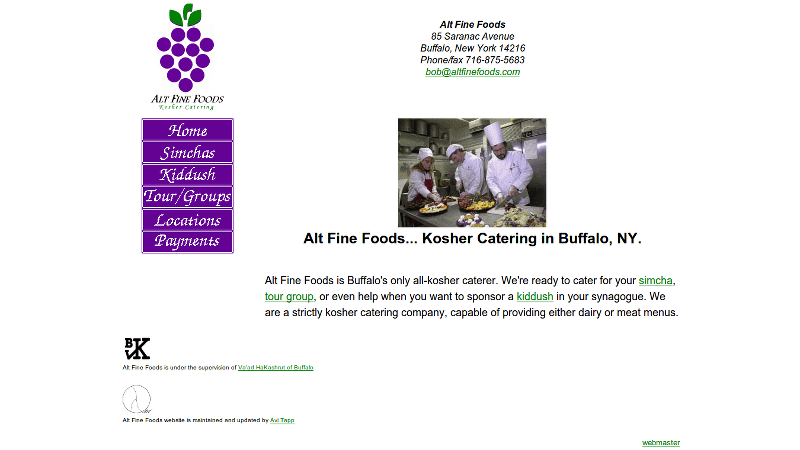 ALT FINE FOODS
Kosher Catering
Alt Fine Foods
85 Saranac Avenue
Buffalo, New York 14216
Phone/fax 716-875-5683
bob@altfinefoods.com
Home
Simchas
Kiddush
Tour/Groups
Locations
Payments
Alt Fine Foods... Kosher Catering in Buffalo, NY.
Alt Fine Foods is Buffalo's only all-kosher caterer. We're ready to cater for your simcha,
tour group, or even help when you want to sponsor a kiddush in your synagogue. We
are a strictly kosher catering company, capable of providing either dairy or meat menus.
BVK
Alt Fine Foods is under the supervision of Va'ad HaKashrut of Buffalo
Alt Fine Foods website is maintained and updated by Avi Tapp
webmaster